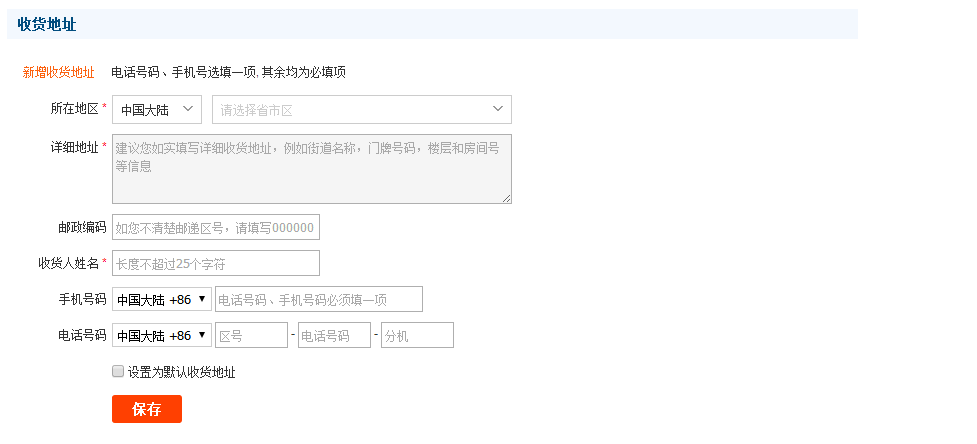 收货地址
新增收货地址 电话号码、手机号选填一项, 其余均为必填项
所在地区 * 中国大陆 请选择省市区
详细地址 * 建议您如实填写详细收货地址，例如街道名称，门牌号码，楼层和房间号
等信息
邮政编码 如您不清楚邮递区号，请填写000000
收货人姓名 * 长度不超过25个字符
手机号码 中国大陆 +86 电话号码、手机号码必须填一项
电话号码 中国大陆 +86 区号 - 电话号码 - 分机
设置为默认收货地址
保存